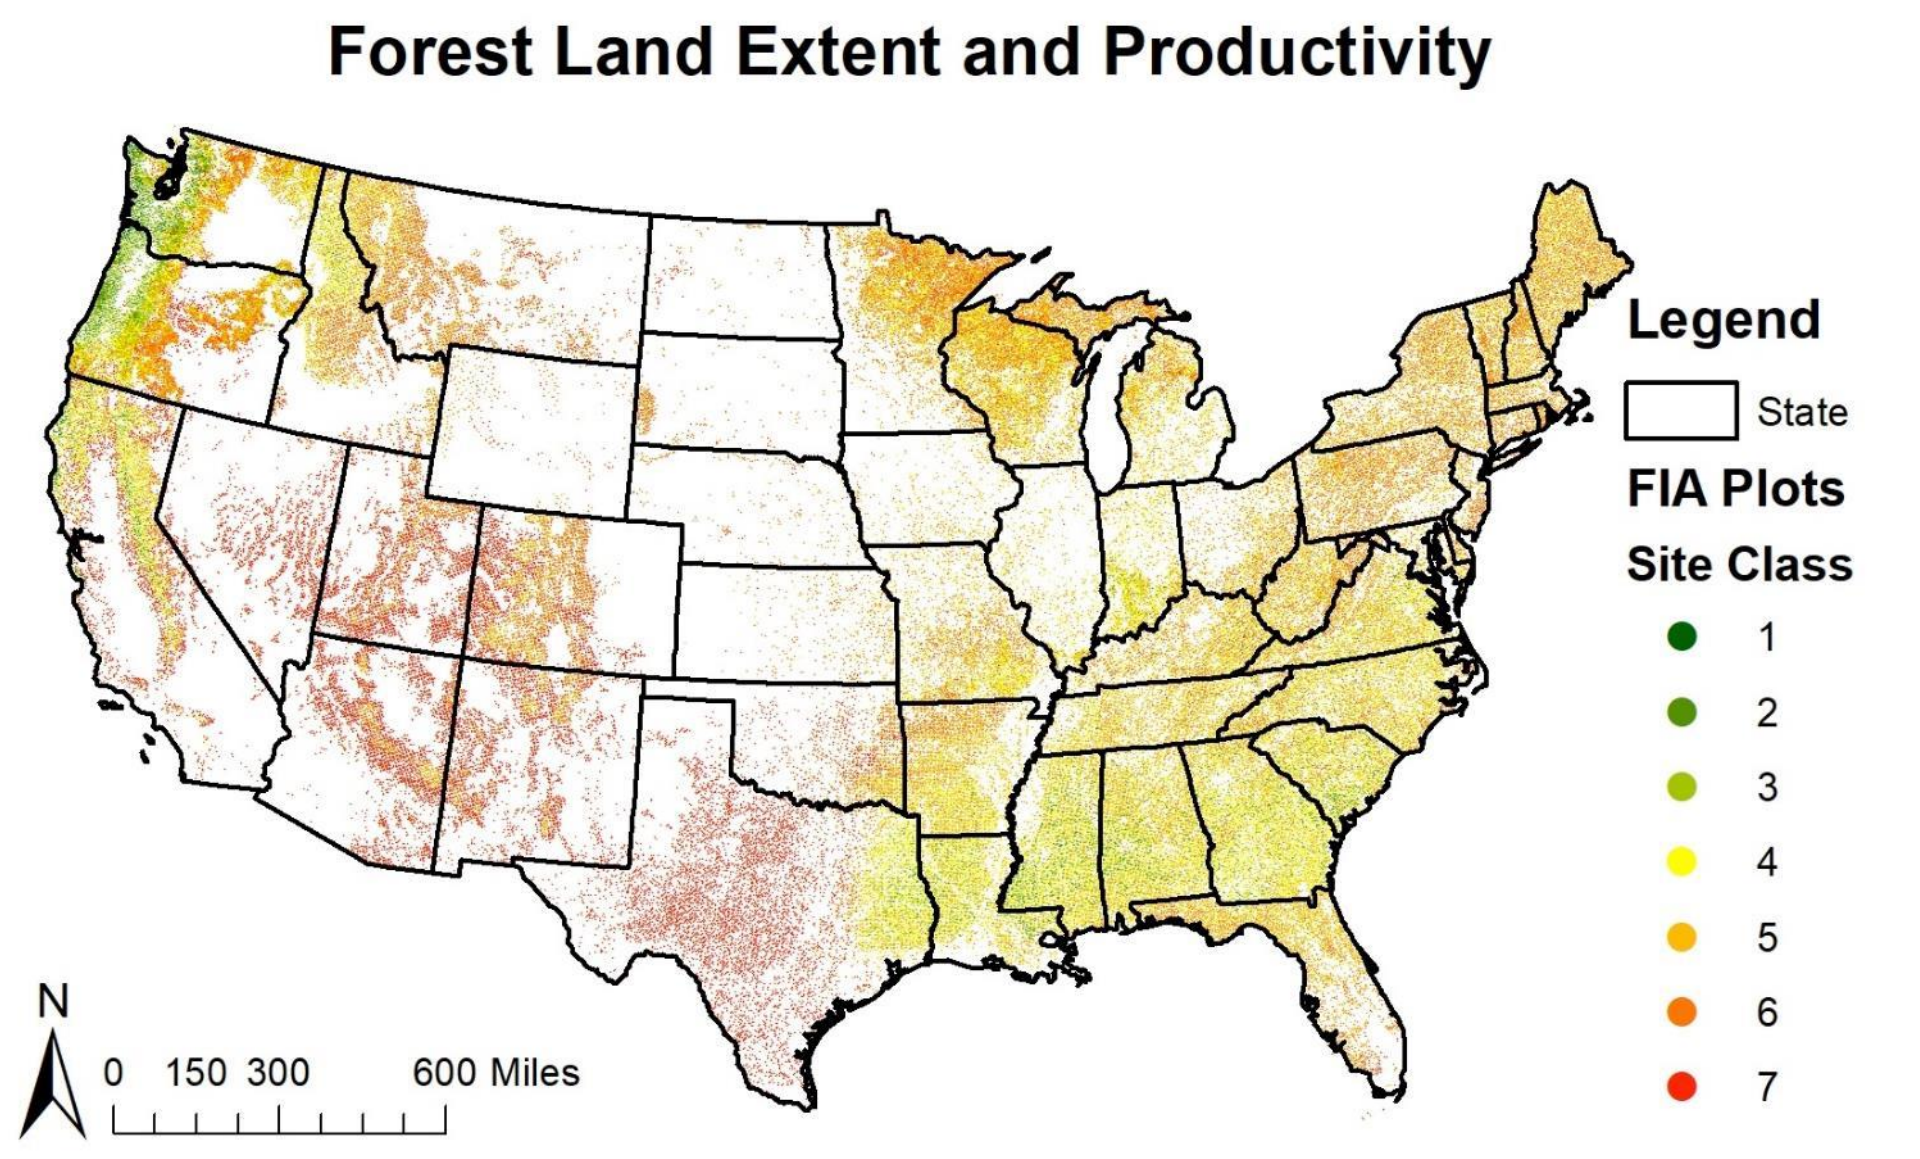 Forest Land Extent and Productivity
Legend
State
FIA Plots
Site Class
1
2
3
4
5
6
7
N
0 150 300 600 Miles